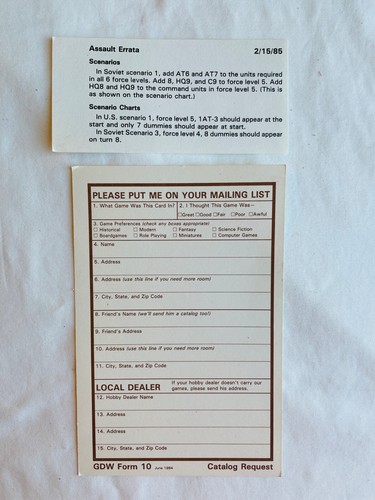 Assault Errata 2/15/85
Scenarios
In Soviet scenario 1, add AT6 and AT7 to the units required
in all 6 force levels. Add 8, HQ9, and C9 to force level 5. Add
HQ8 and HQ9 to the command units in force level 5. (This is
as shown on the scenario chart.)
Scenario Charts
In U.S. scenario 1, force level 5, 1AT-3 should appear at the
start and only 7 dummies should appear at start.
In Soviet Scenario 3, force level 4, 8 dummies should appear
on turn 8.
PLEASE PUT ME ON YOUR MAILING LIST
1. What Game Was This Card In? 2. I Thought This Game Was—
□Great □Good □Fair □Poor □Awful
3. Game Preferences (check any boxes appropriate)
□ Historical □ Modern □ Fantasy □ Science Fiction
□ Boardgames □ Role Playing □ Miniatures □ Computer Games
4. Name
5. Address
6. Address (use this line if you need more room)
7. City, State, and Zip Code
8. Friend's Name (we'll send him a catalog too!)
9. Friend's Address
10. Address (use this line if you need more room)
11. City, State, and Zip Code
LOCAL DEALER If your hobby dealer doesn't carry our
games, please send his address.
12. Hobby Dealer Name
13. Address
14. Address
15. City, State, and Zip Code
GDW Form 10 June 1984 Catalog Request